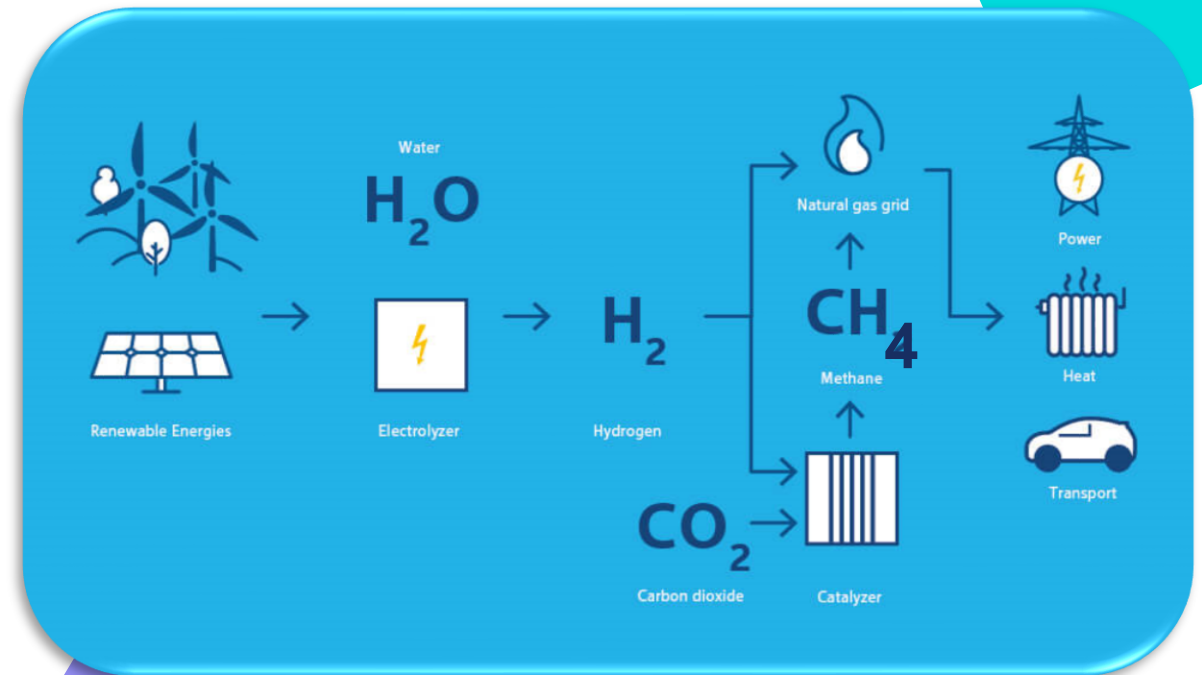 Water
H₂O
Renewable Energies
Electrolyzer
H₂
Hydrogen
Natural gas grid
CH₄
Methane
CO₂
Carbon dioxide
Catalyzer
Power
Heat
Transport